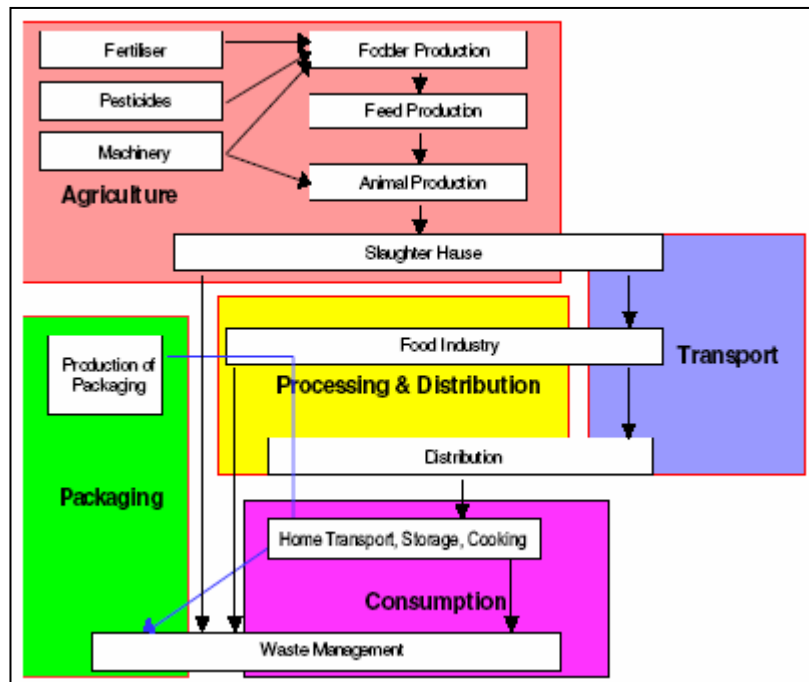 Fertiliser
Fodder Production
Pesticides
Feed Production
Machinery
Animal Production
Agriculture
Slaughter Hause
Production of
Packaging
Food Industry
Transport
Processing & Distribution
Distribution
Packaging
Home Transport, Storage, Cooking
Consumption
Waste Management